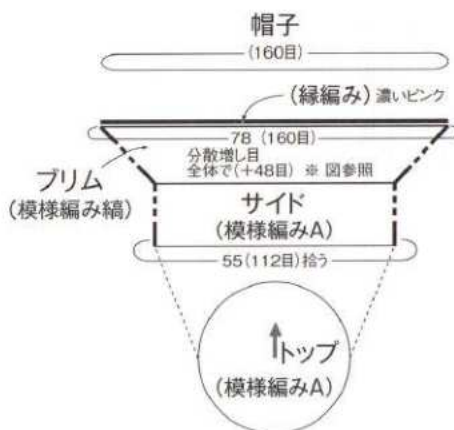 帽子
(160目)
(縁編み) 濃いピンク
78 (160目)
分散増し目
全体で(+48目) ※ 図参照
ブリム
(模様編み縞)
サイド
(模様編みA)
55(112目)拾う
トップ
(模様編みA)